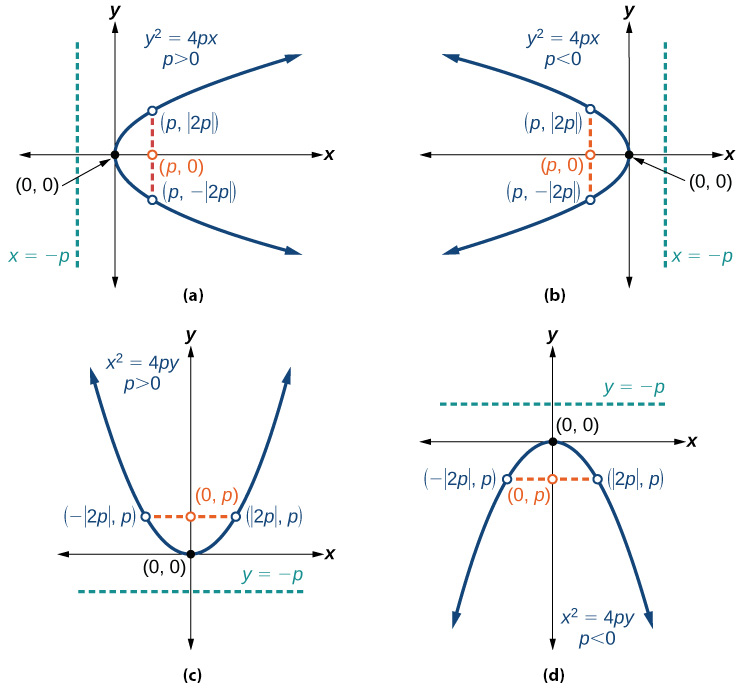 y
y² = 4px
p>0
(p, |2p|)
x
(p, 0)
(0, 0)
(p, −|2p|)
x = −p
(a)
y
y² = 4px
p<0
(p, |2p|)
x
(p, 0)
(0, 0)
(p, −|2p|)
x = −p
(b)
y
x² = 4py
p>0
(0, p)
(−|2p|, p)
(|2p|, p)
x
(0, 0)
y = −p
(c)
y
y = −p
(0, 0)
x
(−|2p|, p)
(|2p|, p)
(0, p)
x² = 4py
p<0
(d)